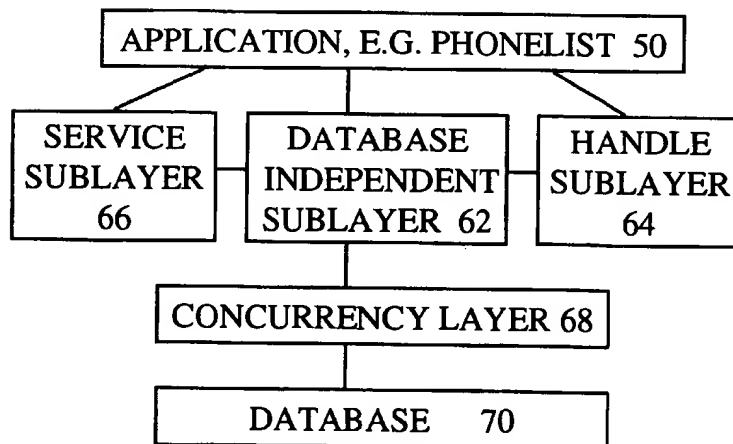 APPLICATION, E.G. PHONELIST 50
SERVICE
SUBLAYER
66
DATABASE
INDEPENDENT
SUBLAYER 62
HANDLE
SUBLAYER
64
CONCURRENCY LAYER 68
DATABASE 70